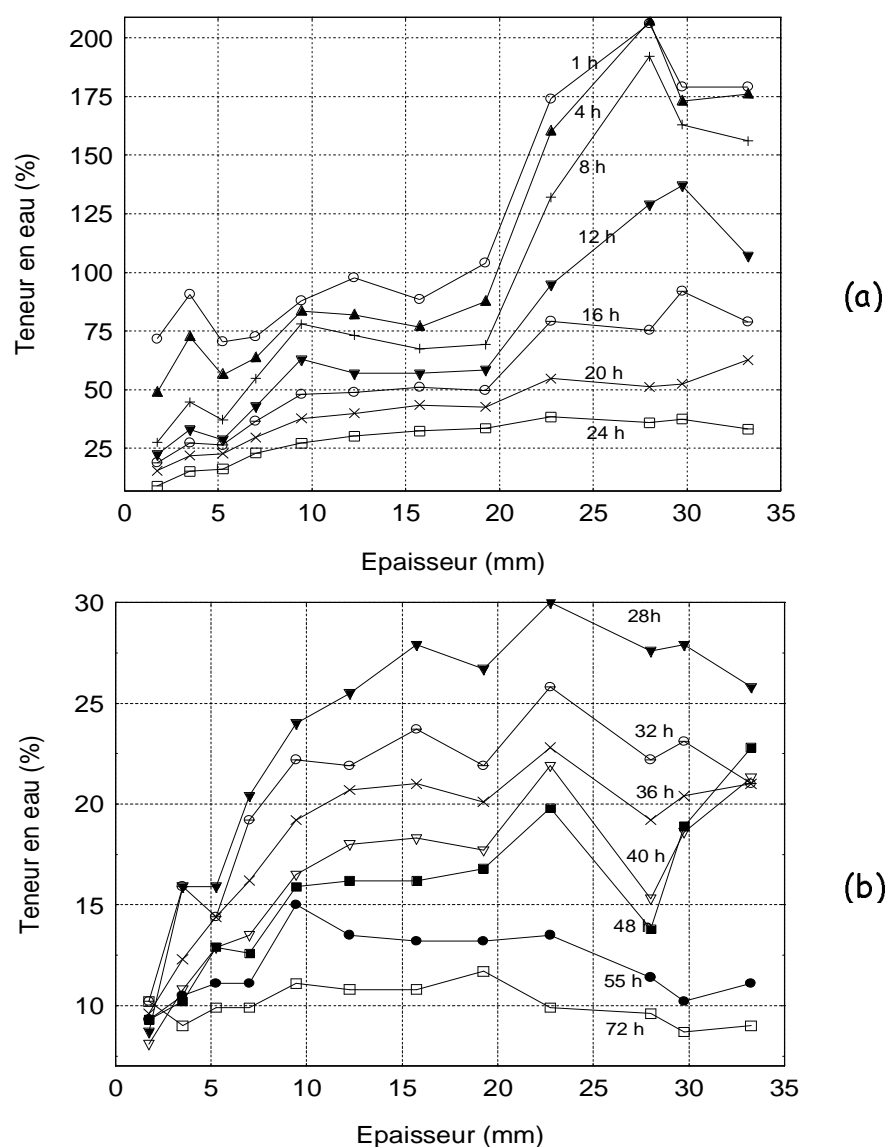 200
175
150
125
100
75
50
25
0 5 10 15 20 25 30 35
Teneur en eau (%)
Epaisseur (mm)
1 h
4 h
8 h
12 h
16 h
20 h
24 h
(a)
30
25
20
15
10
0 5 10 15 20 25 30 35
Teneur en eau (%)
Epaisseur (mm)
28h
32 h
36 h
40 h
48 h
55 h
72 h
(b)